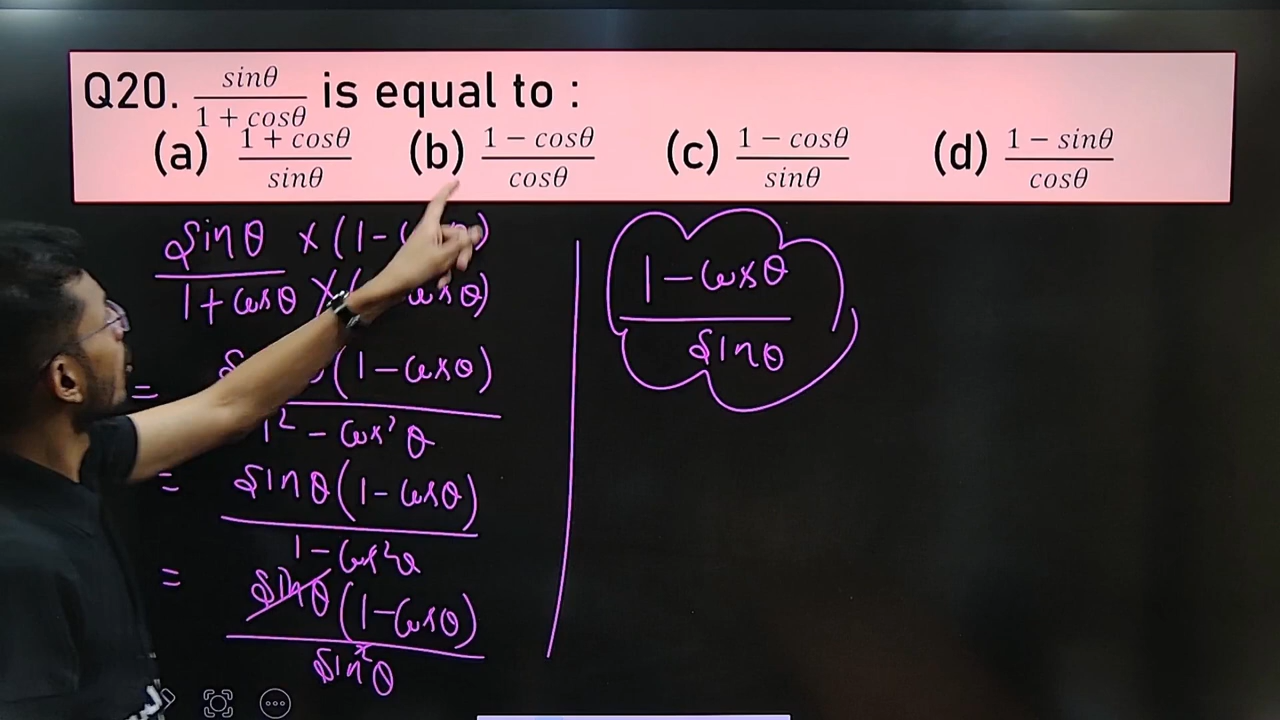 Q20. sinθ / 1 + cosθ is equal to :
(a) 1 + cosθ / sinθ (b) 1 − cosθ / cosθ (c) 1 − cosθ / sinθ (d) 1 − sinθ / cosθ
sinθ × (1 −
1 + cosθ × ( cosθ)
= (1 − cosθ)
1² − cos²θ
= sinθ(1 − cosθ)
1 − cos²θ
= sinθ(1 − cosθ)
sin²θ
1 − cosθ
sinθ